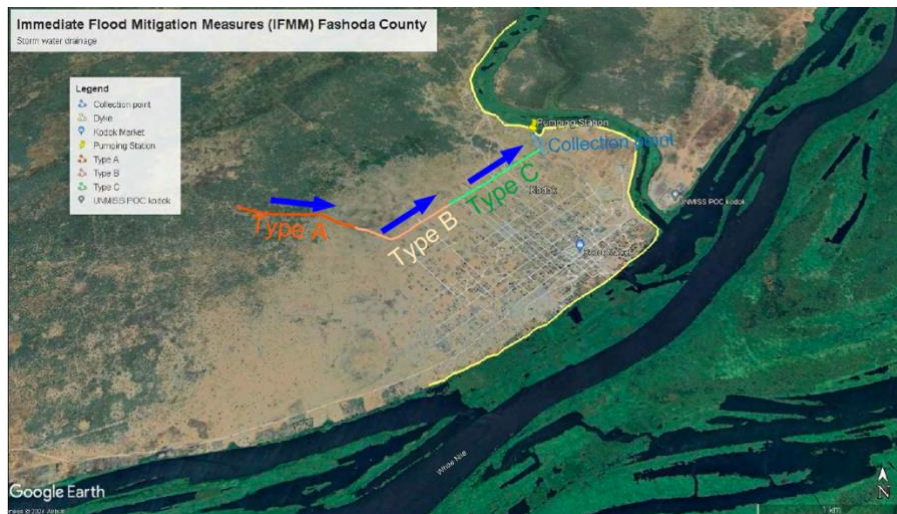 Immediate Flood Mitigation Measures (IFMM) Fashoda County
Storm water drainage
Legend
Collection point
Dyke
Kodok Market
Pumping Station
Type A
Type B
Type C
UNMISS POC kodok
Pumping Station
Collection point
Type C
Kodok
UNMISS POC kodok
Type A
Type B
White Nile
Google Earth
N
1 km